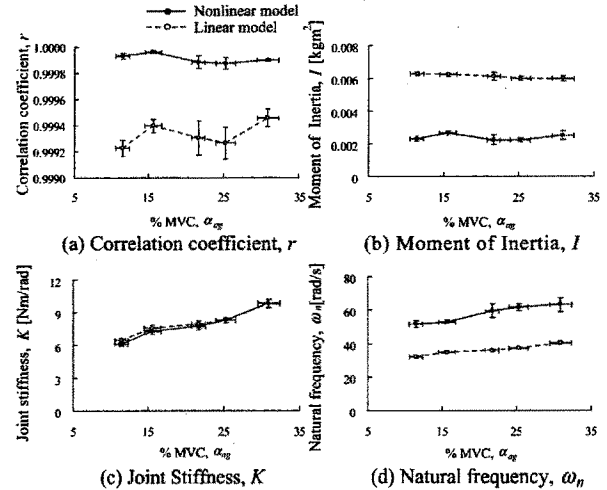 Nonlinear model
Linear model
Correlation coefficient, r
1.0000
0.9998
0.9996
0.9994
0.9992
0.9990
5 15 25 35
% MVC, αag
(a) Correlation coefficient, r
Moment of Inertia, I [kgm²]
0.008
0.006
0.004
0.002
0
5 15 25 35
% MVC, αag
(b) Moment of Inertia, I
Joint stiffness, K [Nm/rad]
12
9
6
3
0
5 15 25 35
% MVC, αag
(c) Joint Stiffness, K
Natural frequency, ωn[rad/s]
80
60
40
20
0
5 15 25 35
% MVC, αag
(d) Natural frequency, ωn